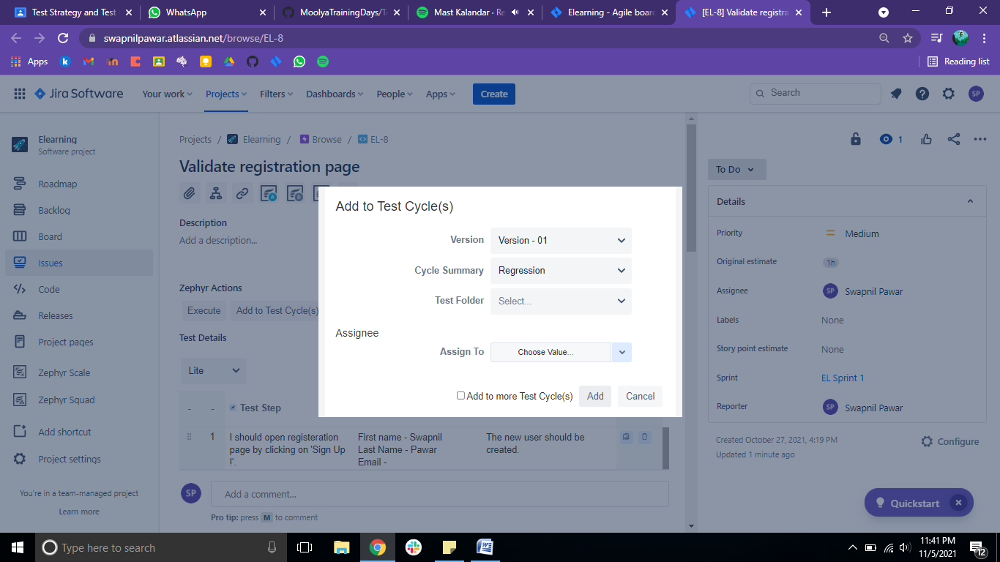 Test Strategy and Test
WhatsApp
MoolyaTrainingDays/T
Mast Kalandar · Re
Elearning - Agile board
[EL-8] Validate registra
swapnilpawar.atlassian.net/browse/EL-8
Apps
Reading list
Jira Software
Your work
Projects
Filters
Dashboards
People
Apps
Create
Search
SP
Elearning
Software project
Roadmap
Backlog
Board
Issues
Code
Releases
Project pages
Zephyr Scale
Zephyr Squad
Add shortcut
Project settings
You're in a team-managed project
Learn more
Projects / Elearning / Browse / EL-8
Validate registration page
Description
Add a description...
Zephyr Actions
Execute
Add to Test Cycle(s)
Test Details
Lite
- - Test Step
1
I should open registeration
page by clicking on 'Sign Up
!'.
First name - Swapnil
Last Name - Pawar
Email -
The new user should be
created.
SP
Add a comment...
Pro tip: press M to comment
Add to Test Cycle(s)
Version
Version - 01
Cycle Summary
Regression
Test Folder
Select...
Assignee
Assign To
Choose Value...
Add to more Test Cycle(s)
Add
Cancel
1
To Do
Details
Priority
Medium
Original estimate
1h
Assignee
SP Swapnil Pawar
Labels
None
Story point estimate
None
Sprint
EL Sprint 1
Reporter
SP Swapnil Pawar
Created October 27, 2021, 4:19 PM
Updated 1 minute ago
Configure
Quickstart
Type here to search
11:41 PM
11/5/2021
12